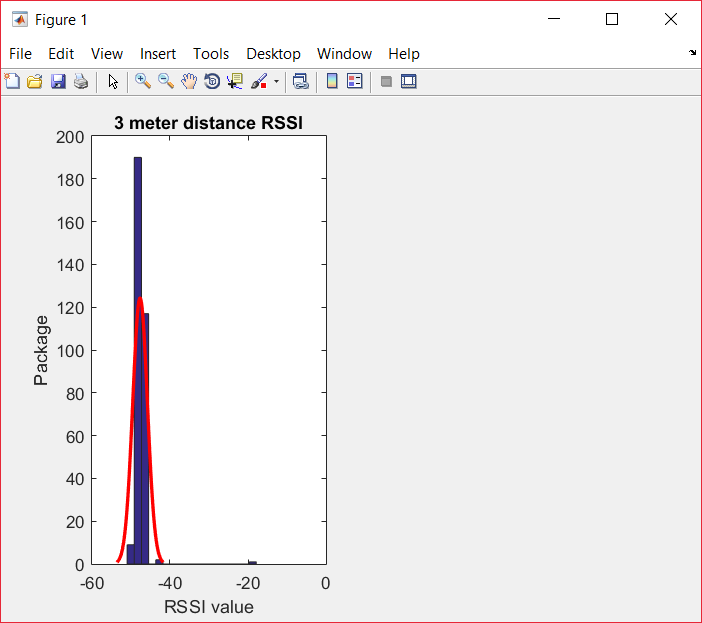 Figure 1
File Edit View Insert Tools Desktop Window Help
3 meter distance RSSI
200
180
160
140
120
100
80
60
40
20
0
Package
-60 -40 -20 0
RSSI value